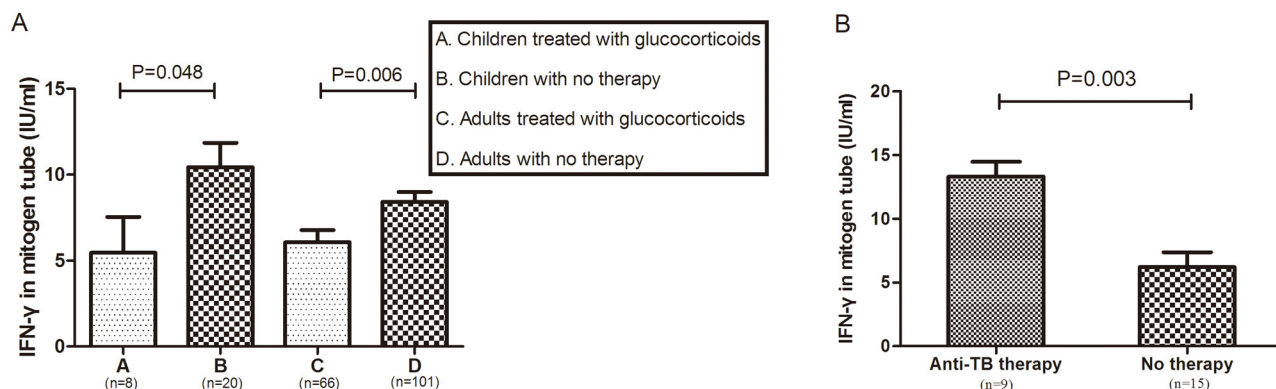 A
IFN-γ in mitogen tube (IU/ml)
15
10
5
0
P=0.048
P=0.006
A
B
C
D
(n=8)
(n=20)
(n=66)
(n=101)
A. Children treated with glucocorticoids
B. Children with no therapy
C. Adults treated with glucocorticoids
D. Adults with no therapy
B
IFN-γ in mitogen tube (IU/ml)
20
15
10
5
0
P=0.003
Anti-TB therapy
No therapy
(n=9)
(n=15)